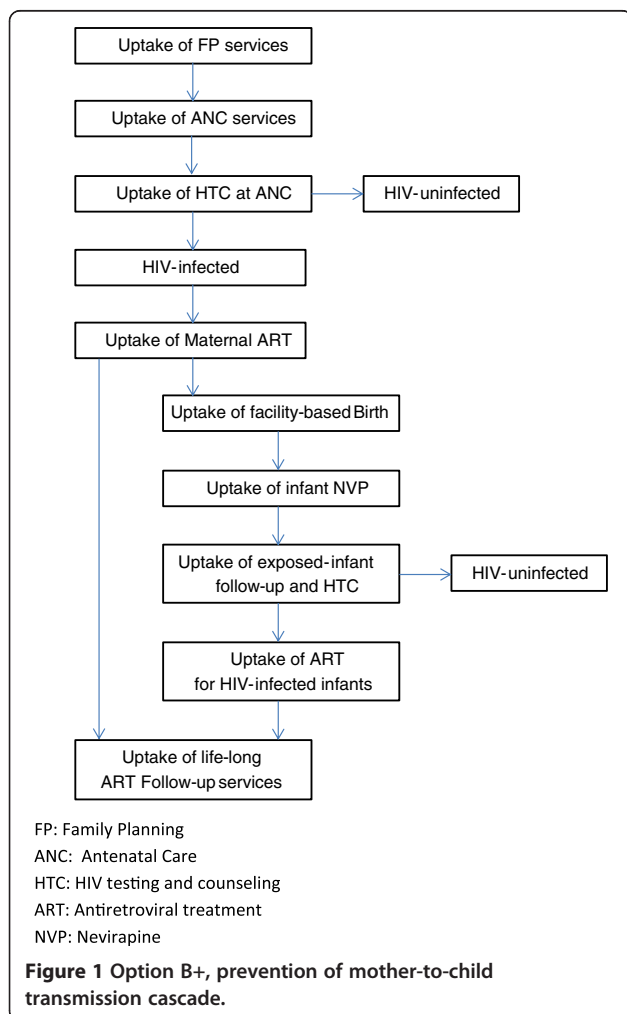 Uptake of FP services
Uptake of ANC services
Uptake of HTC at ANC
HIV-uninfected
HIV-infected
Uptake of Maternal ART
Uptake of facility-based Birth
Uptake of infant NVP
Uptake of exposed-infant
follow-up and HTC
HIV-uninfected
Uptake of ART
for HIV-infected infants
Uptake of life-long
ART Follow-up services
FP: Family Planning
ANC: Antenatal Care
HTC: HIV testing and counseling
ART: Antiretroviral treatment
NVP: Nevirapine
Figure 1 Option B+, prevention of mother-to-child
transmission cascade.